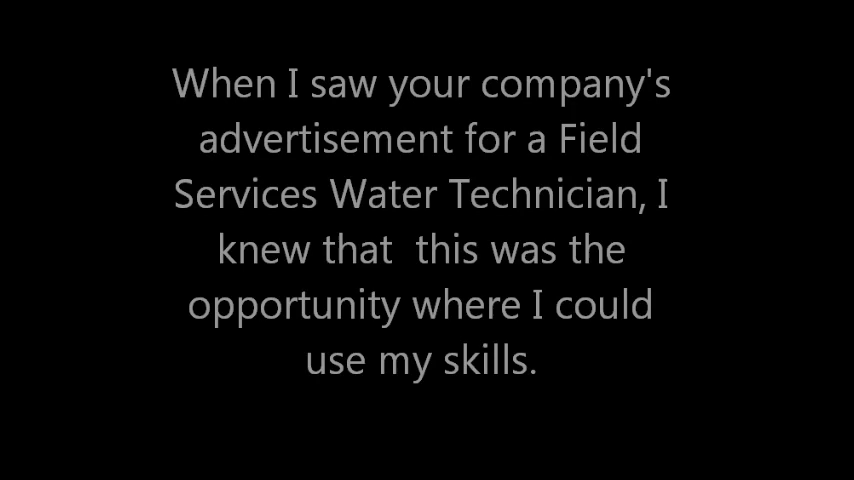 When I saw your company's
advertisement for a Field
Services Water Technician, I
knew that  this was the
opportunity where I could
use my skills.